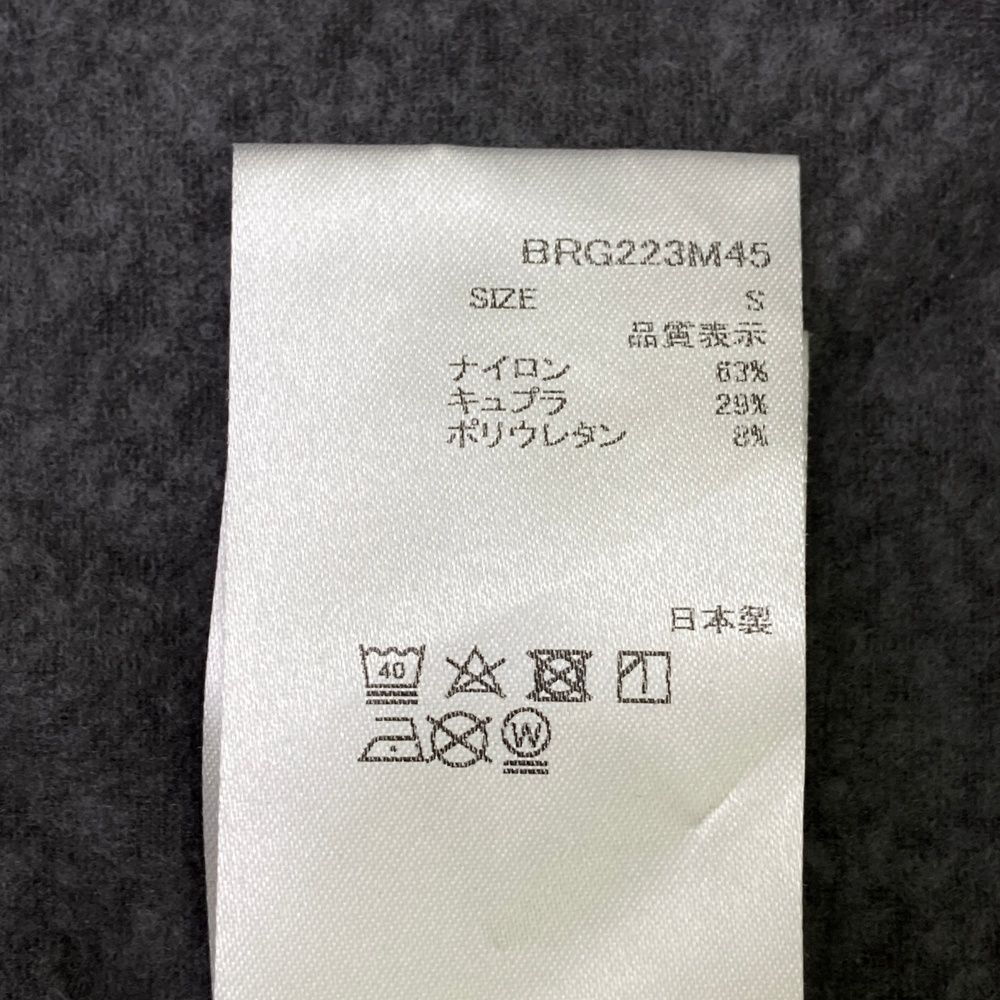 BRG223M45
SIZE S
品質表示
ナイロン 63%
キュプラ 29%
ポリウレタン 8%
日本製
40
W